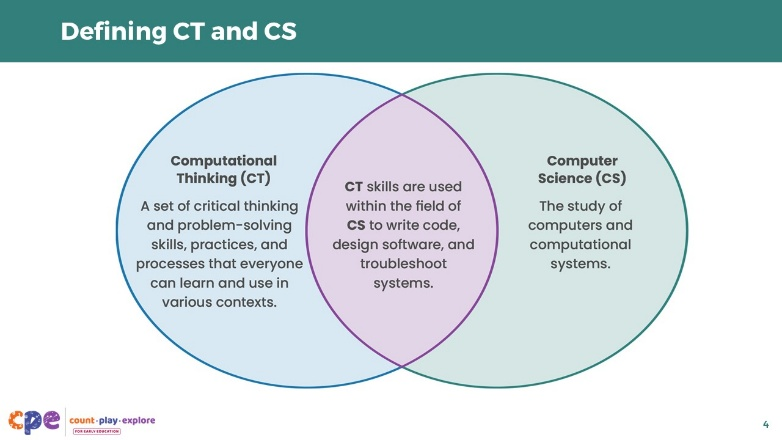 Defining CT and CS
Computational
Thinking (CT)
A set of critical thinking
and problem-solving
skills, practices, and
processes that everyone
can learn and use in
various contexts.
CT skills are used
within the field of
CS to write code,
design software, and
troubleshoot
systems.
Computer
Science (CS)
The study of
computers and
computational
systems.
cpe
count·play·explore
FOR EARLY EDUCATION
4